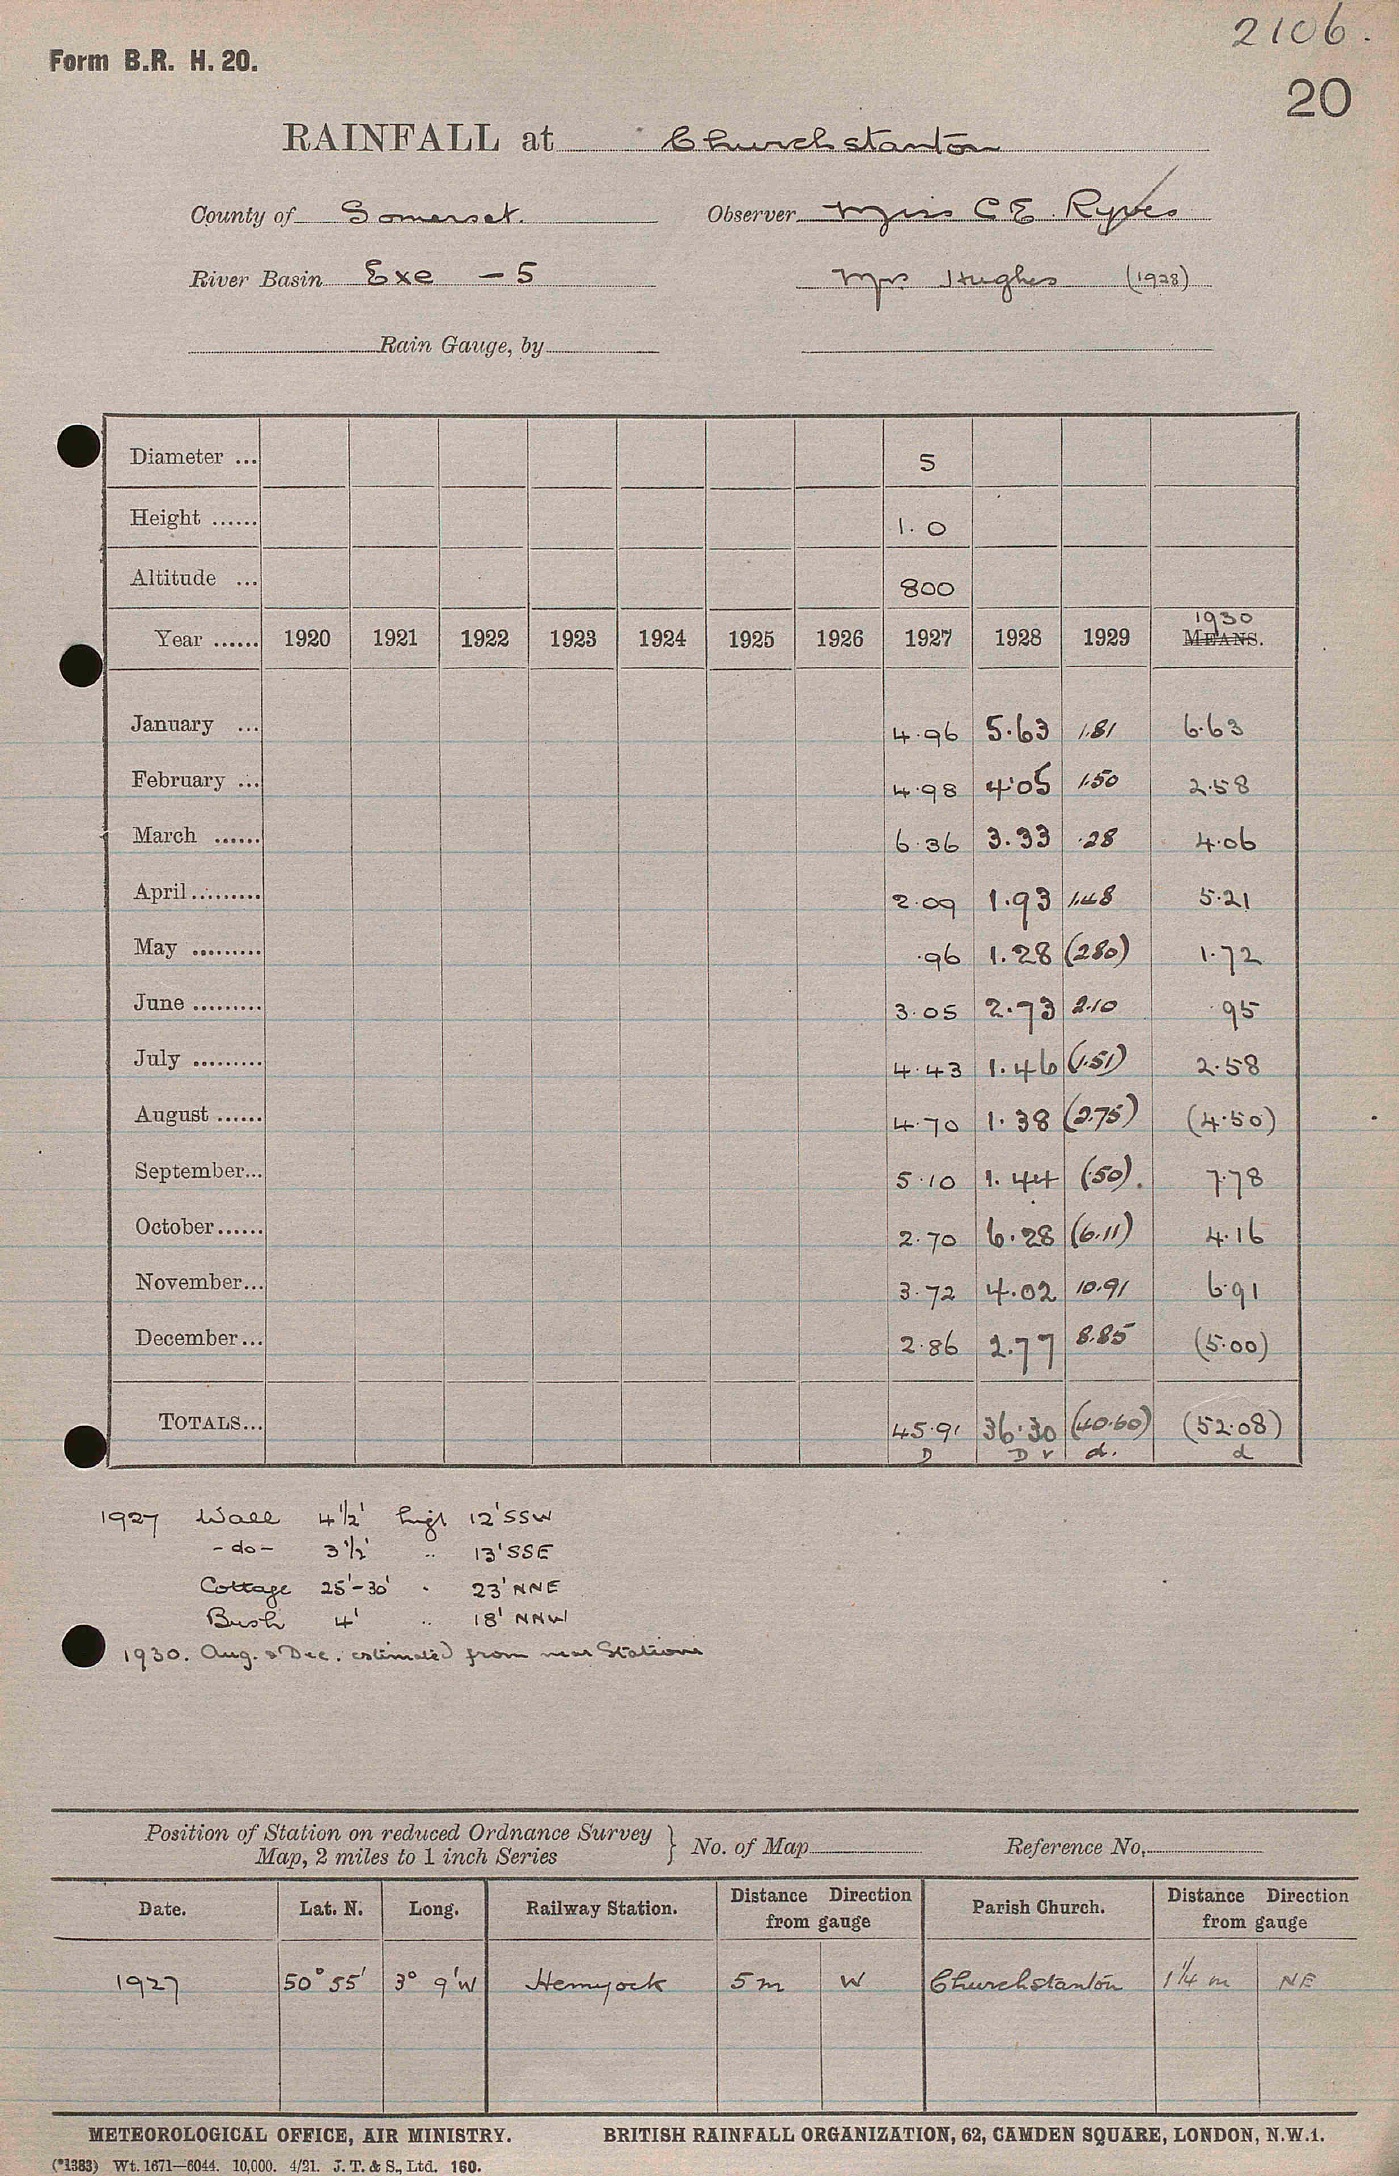 2106.
Form B.R. H. 20.
20
RAINFALL at Churchstanton
County of Somerset. Observer Miss C E Ryves
River Basin Exe - 5 Mrs Hughes (1928)
Rain Gauge, by
Diameter ... 5
Height ...... 1.0
Altitude ... 800
1930
Year ...... 1920 1921 1922 1923 1924 1925 1926 1927 1928 1929 MEANS.
January ... 4.96 5.63 1.81 6.63
February ... 4.98 4.05 1.50 2.58
March ...... 6.36 3.33 .28 4.06
April......... 2.09 1.93 1.48 5.21
May ......... .96 1.28 (2.80) 1.72
June ......... 3.05 2.73 2.10 .95
July ......... 4.43 1.46 (1.51) 2.58
August ...... 4.70 1.38 (2.75) (4.50)
September... 5.10 1.44 (.50). 7.78
October...... 2.70 6.28 (6.11) 4.16
November... 3.72 4.02 10.91 6.91
December... 2.86 2.77 8.85 (5.00)
TOTALS... 45.91 36.30 (40.60) (52.08)
D D r d. d
1927 Wall 4½' high 12' SSW
- do - 3½' " 13' SSE
Cottage 25'-30' " 23' NNE
Bush 4' " 18' NNW
1930. Aug. & Dec. estimated from near Stations
Position of Station on reduced Ordnance Survey
Map, 2 miles to 1 inch Series } No. of Map Reference No.
Date. Lat. N. Long. Railway Station. Distance Direction from gauge Parish Church. Distance Direction from gauge
1927 50° 55' 3° 9' W Hemyock 5 m W Churchstanton 1¼ m NE
METEOROLOGICAL OFFICE, AIR MINISTRY. BRITISH RAINFALL ORGANIZATION, 62, CAMDEN SQUARE, LONDON, N.W.1.
(*1383) Wt. 1671—6044. 10,000. 4/21. J. T. & S., Ltd. 160.